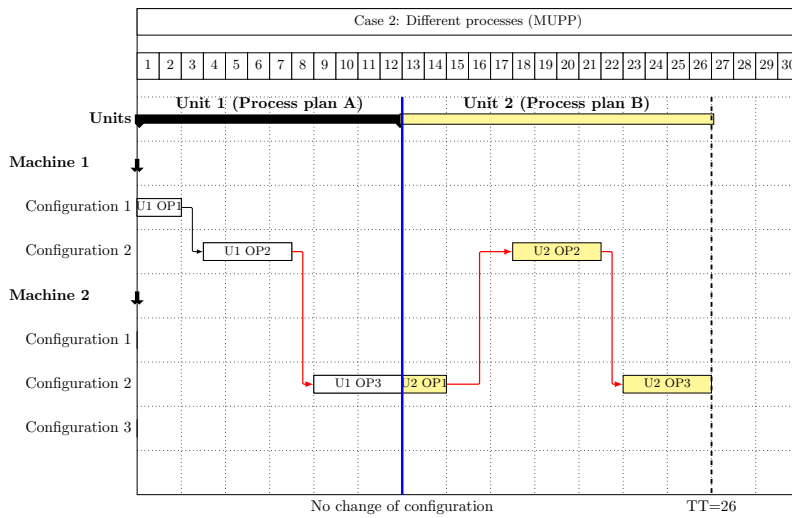 Case 2: Different processes (MUPP)
1 2 3 4 5 6 7 8 9 10 11 12 13 14 15 16 17 18 19 20 21 22 23 24 25 26 27 28 29 30
Unit 1 (Process plan A) Unit 2 (Process plan B)
Units
Machine 1
Configuration 1 U1 OP1
Configuration 2 U1 OP2 U2 OP2
Machine 2
Configuration 1
Configuration 2 U1 OP3 U2 OP1 U2 OP3
Configuration 3
No change of configuration TT=26